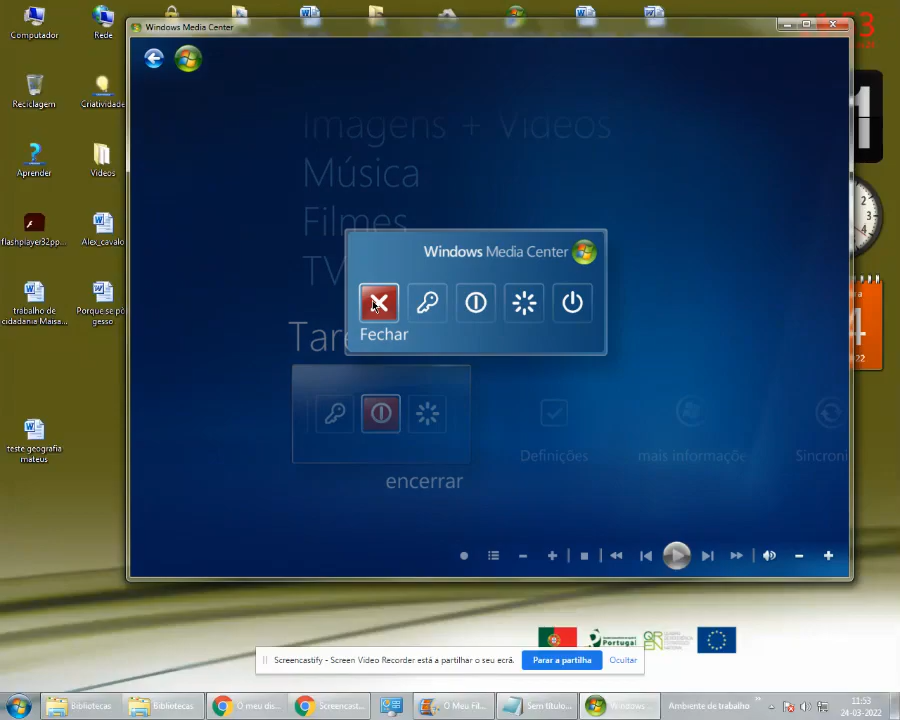 Windows Media Center
Computador
Rede
Reciclagem
Criatividade
Aprender
Videos
flashplayer32pp...
Alex_cavalo
trabalho de
cidadania Maisa...
Porque se p
gesso
teste geografia
mateus
Imagens + Vídeos
Música
Filmes
TV
Windows Media Center
Fechar
Definições
mais informaçõe
Sincroni
encerrar
Portugal
Screencastify - Screen Video Recorder está a partilhar o seu ecrã.
Parar a partilha
Ocultar
Bibliotecas
Bibliotecas
O meu dis...
Screencast...
O Meu Fil...
Sem título...
Windows...
Ambiente de trabalho
11:53
24-03-2022